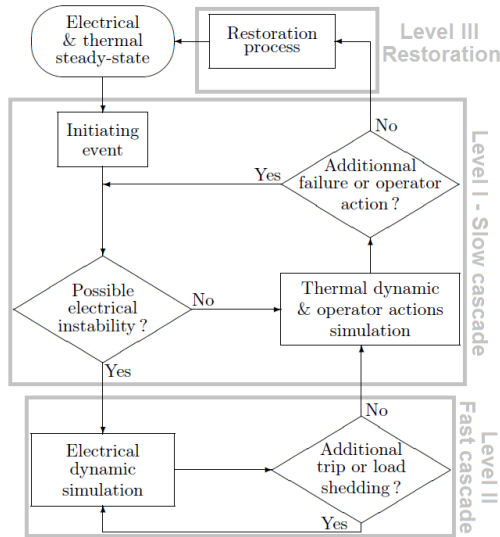 Electrical
& thermal
steady-state
Restoration
process
Level III
Restoration
Initiating
event
No
Yes
Additionnal
failure or operator
action ?
Level I - Slow cascade
Possible
electrical
instability ?
No
Thermal dynamic
& operator actions
simulation
Yes
No
Electrical
dynamic
simulation
Additional
trip or load
shedding ?
Level II
Fast cascade
Yes